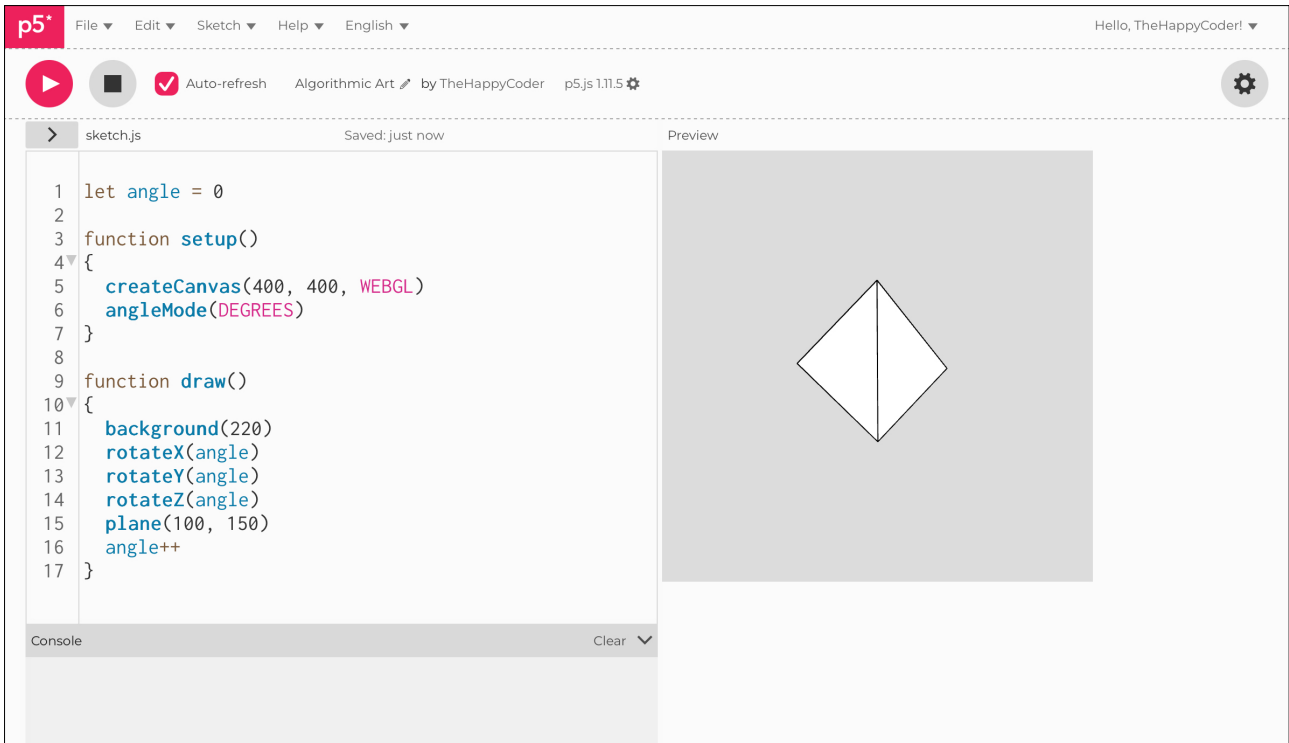 p5* File Edit Sketch Help English Hello, TheHappyCoder!
Auto-refresh Algorithmic Art by TheHappyCoder p5.js 1.11.5
sketch.js Saved: just now Preview
1 let angle = 0
2
3 function setup()
4 {
5 createCanvas(400, 400, WEBGL)
6 angleMode(DEGREES)
7 }
8
9 function draw()
10 {
11 background(220)
12 rotateX(angle)
13 rotateY(angle)
14 rotateZ(angle)
15 plane(100, 150)
16 angle++
17 }
Console Clear